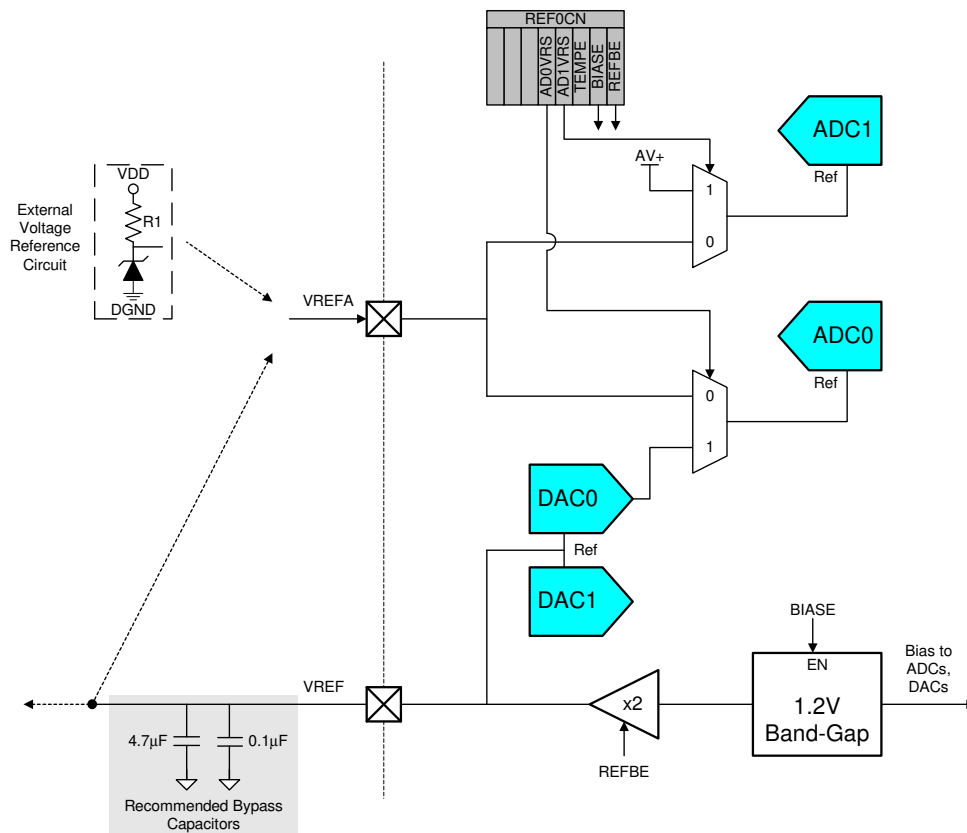 REF0CN
AD0VRS
AD1VRS
TEMPE
BIASE
REFBE
ADC1
Ref
AV+
1
0
VDD
R1
DGND
External
Voltage
Reference
Circuit
VREFA
ADC0
Ref
0
1
DAC0
Ref
DAC1
BIASE
EN
1.2V
Band-Gap
Bias to
ADCs,
DACs
VREF
x2
REFBE
4.7µF
0.1µF
Recommended Bypass
Capacitors